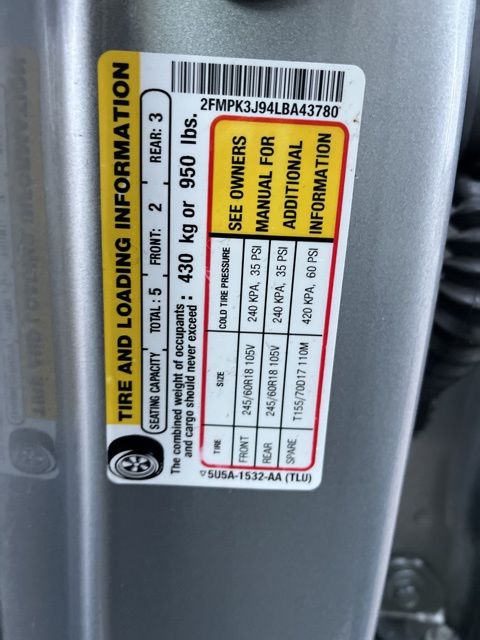 2FMPK3J94LBA43780
TIRE AND LOADING INFORMATION
SEATING CAPACITY TOTAL : 5 FRONT: 2 REAR: 3
The combined weight of occupants
and cargo should never exceed : 430 kg or 950 lbs.
TIRE SIZE COLD TIRE PRESSURE
FRONT 245/60R18 105V 240 KPA, 35 PSI
REAR 245/60R18 105V 240 KPA, 35 PSI
SPARE T155/70D17 110M 420 KPA, 60 PSI
SEE OWNERS
MANUAL FOR
ADDITIONAL
INFORMATION
5U5A-1532-AA (TLU)